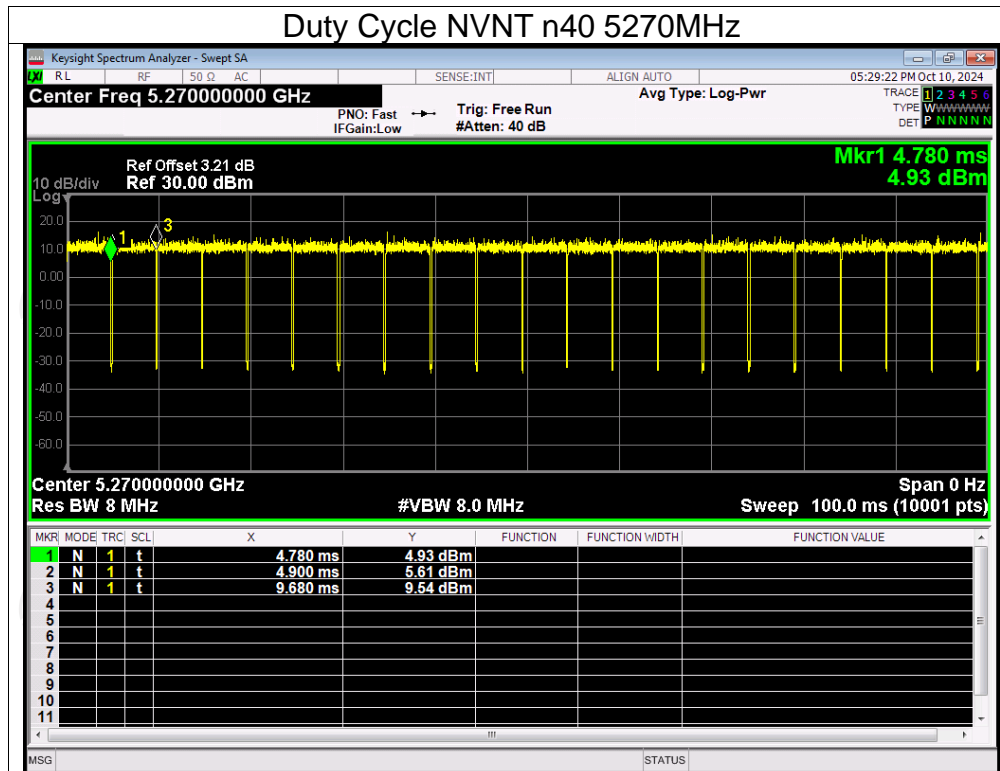 Duty Cycle NVNT n40 5270MHz
Keysight Spectrum Analyzer - Swept SA
LXI RL RF 50 Ω AC SENSE:INT ALIGN AUTO 05:29:22 PM Oct 10, 2024
Center Freq 5.270000000 GHz Avg Type: Log-Pwr TRACE 1 2 3 4 5 6
PNO: Fast Trig: Free Run TYPE WWWWWW
IFGain:Low #Atten: 40 dB DET P N N N N N
Mkr1 4.780 ms
4.93 dBm
Ref Offset 3.21 dB
10 dB/div Ref 30.00 dBm
Log
20.0
10.0
0.00
-10.0
-20.0
-30.0
-40.0
-50.0
-60.0
1
3
Center 5.270000000 GHz Span 0 Hz
Res BW 8 MHz #VBW 8.0 MHz Sweep 100.0 ms (10001 pts)
MKR MODE TRC SCL X Y FUNCTION FUNCTION WIDTH FUNCTION VALUE
1 N 1 t 4.780 ms 4.93 dBm
2 N 1 t 4.900 ms 5.61 dBm
3 N 1 t 9.680 ms 9.54 dBm
4
5
6
7
8
9
10
11
MSG STATUS